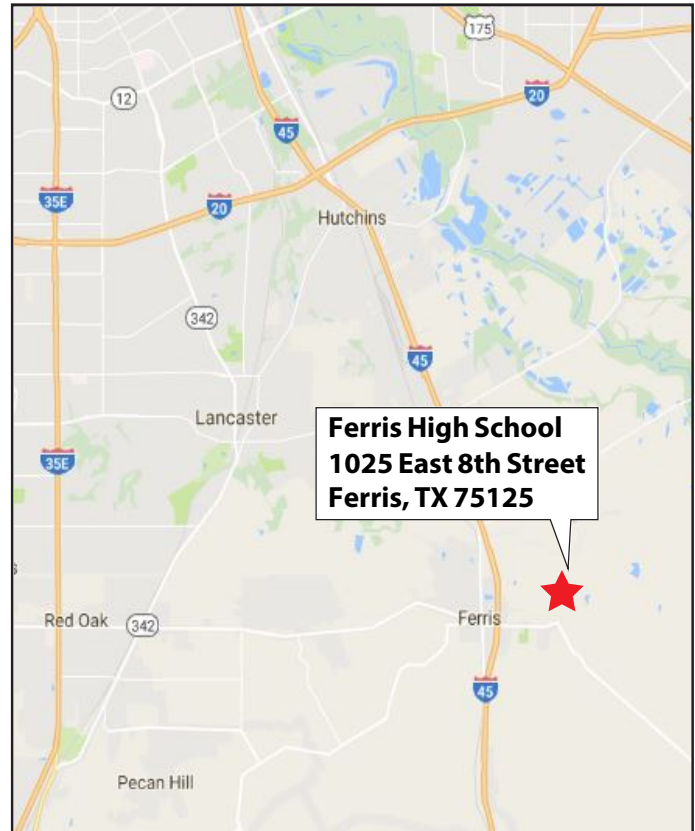 175
12
20
45
35E
20
Hutchins
342
45
Lancaster
Ferris High School
1025 East 8th Street
Ferris, TX 75125
35E
Red Oak
342
Ferris
45
Pecan Hill